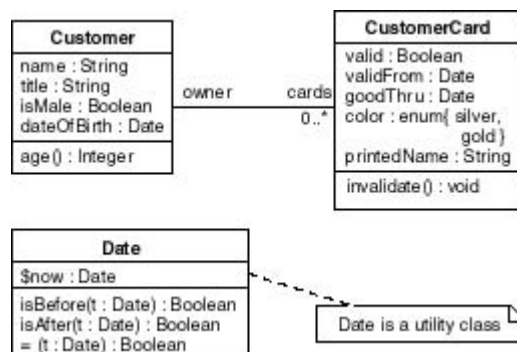 Customer
name : String
title : String
isMale : Boolean
dateOfBirth : Date
age() : Integer
owner
cards
0..*
CustomerCard
valid : Boolean
validFrom : Date
goodThru : Date
color : enum{ silver,
gold }
printedName : String
invalidate() : void
Date
$now : Date
isBefore(t : Date) : Boolean
isAfter(t : Date) : Boolean
= (t : Date) : Boolean
Date is a utility class